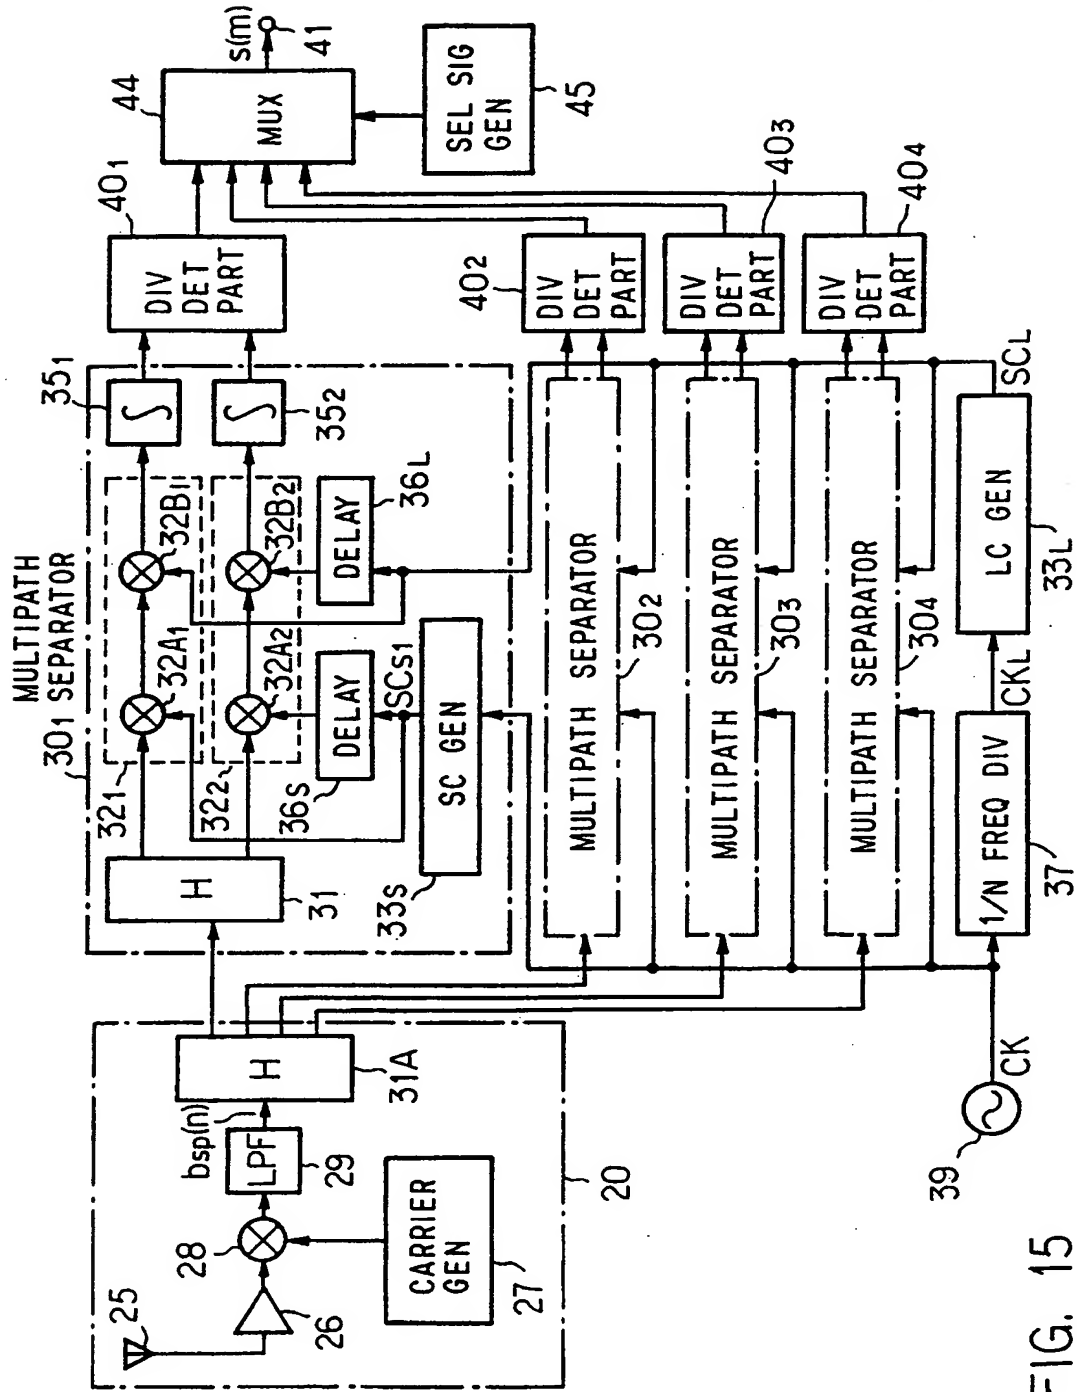 25
26
28
CARRIER
GEN
27
LPF
29
bsp(n)
H
31A
20
MULTIPATH
SEPARATOR
301
H
31
321
32A1
32B1
322
32A2
32B2
351
352
DELAY
36S
DELAY
36L
SCS1
SC GEN
33S
MULTIPATH SEPARATOR
302
MULTIPATH SEPARATOR
303
MULTIPATH SEPARATOR
304
39
CK
1/N FREQ DIV
37
CKL
LC GEN
33L
SCL
DIV
DET
PART
401
DIV
DET
PART
402
DIV
DET
PART
403
DIV
DET
PART
404
MUX
44
s(m)
41
SEL SIG
GEN
45
FIG. 15